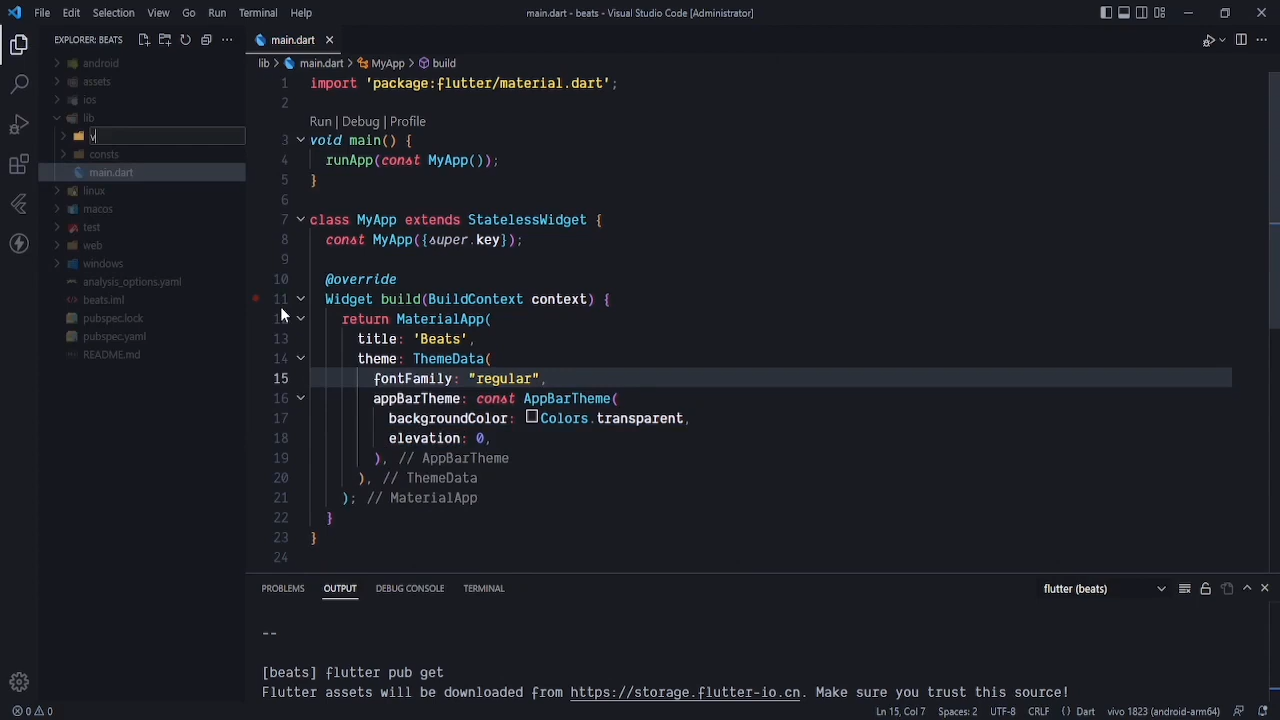 File Edit Selection View Go Run Terminal Help
main.dart - beats - Visual Studio Code [Administrator]
EXPLORER: BEATS
android
assets
ios
lib
v
consts
main.dart
linux
macos
test
web
windows
analysis_options.yaml
beats.iml
pubspec.lock
pubspec.yaml
README.md
main.dart
lib > main.dart > MyApp > build
1 import 'package:flutter/material.dart';
2
Run | Debug | Profile
3 void main() {
4 runApp(const MyApp());
5 }
6
7 class MyApp extends StatelessWidget {
8 const MyApp({super.key});
9
10 @override
11 Widget build(BuildContext context) {
12 return MaterialApp(
13 title: 'Beats',
14 theme: ThemeData(
15 fontFamily: "regular",
16 appBarTheme: const AppBarTheme(
17 backgroundColor: Colors.transparent,
18 elevation: 0,
19 ), // AppBarTheme
20 ), // ThemeData
21 ); // MaterialApp
22 }
23 }
24
PROBLEMS OUTPUT DEBUG CONSOLE TERMINAL
flutter (beats)
--
[beats] flutter pub get
Flutter assets will be downloaded from https://storage.flutter-io.cn. Make sure you trust this source!
0 0
Ln 15, Col 7 Spaces: 2 UTF-8 CRLF {} Dart vivo 1823 (android-arm64)